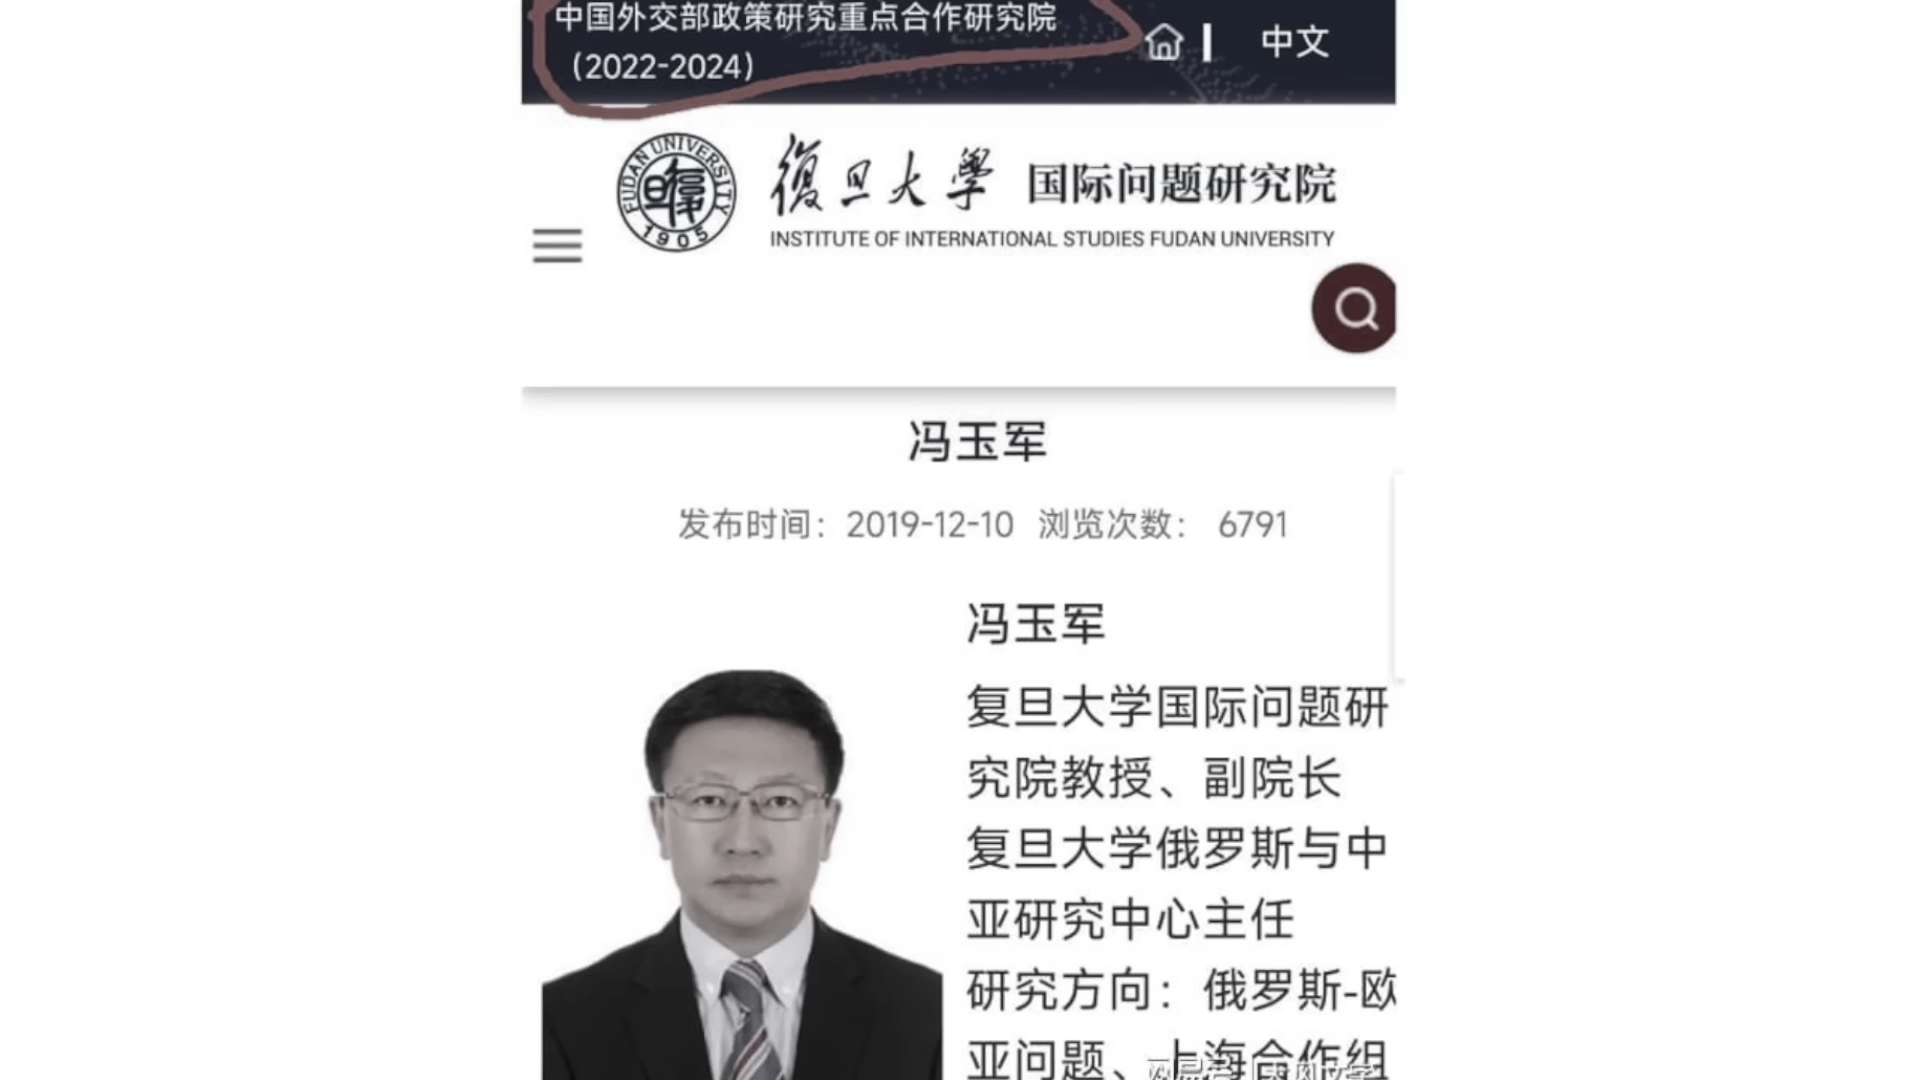 中国外交部政策研究重点合作研究院
（2022-2024）
中文
FUDAN UNIVERSITY
1905
復旦大學 国际问题研究院
INSTITUTE OF INTERNATIONAL STUDIES FUDAN UNIVERSITY
冯玉军
发布时间：2019-12-10 浏览次数： 6791
冯玉军
复旦大学国际问题研
究院教授、副院长
复旦大学俄罗斯与中
亚研究中心主任
研究方向：俄罗斯-欧
亚问题、上海合作组